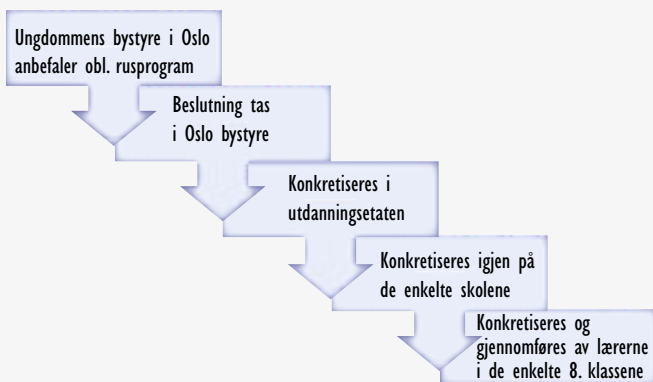 Ungdommens bystyre i Oslo
anbefaler obl. rusprogram
Beslutning tas
i Oslo bystyre
Konkretiseres i
utdanningsetaten
Konkretiseres igjen på
de enkelte skolene
Konkretiseres og
gjennomføres av lærerne
i de enkelte 8. klassene